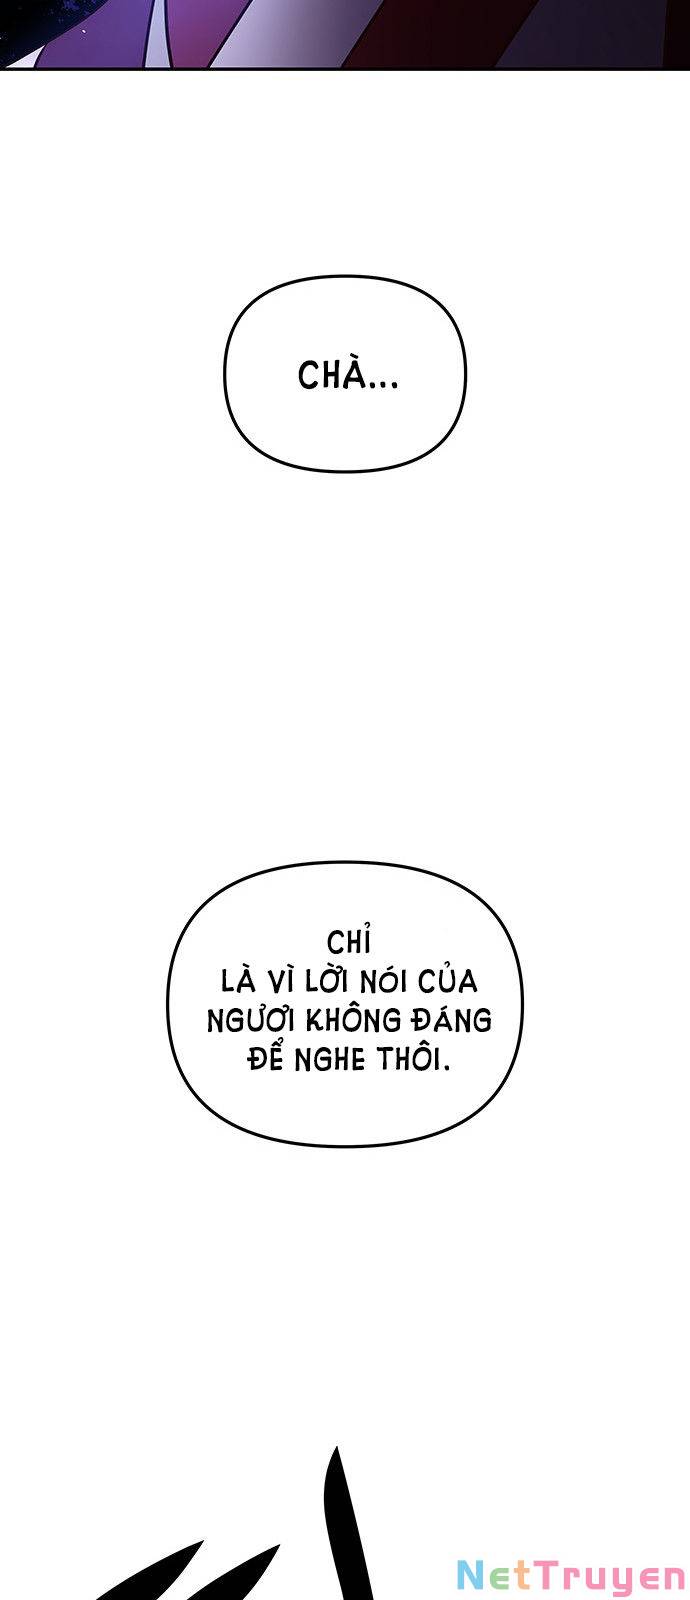 CHÀ...
CHỈ
LÀ VÌ LỜI NÓI CỦA
NGƯƠI KHÔNG ĐÁNG
ĐỂ NGHE THÔI.
NetTruyen